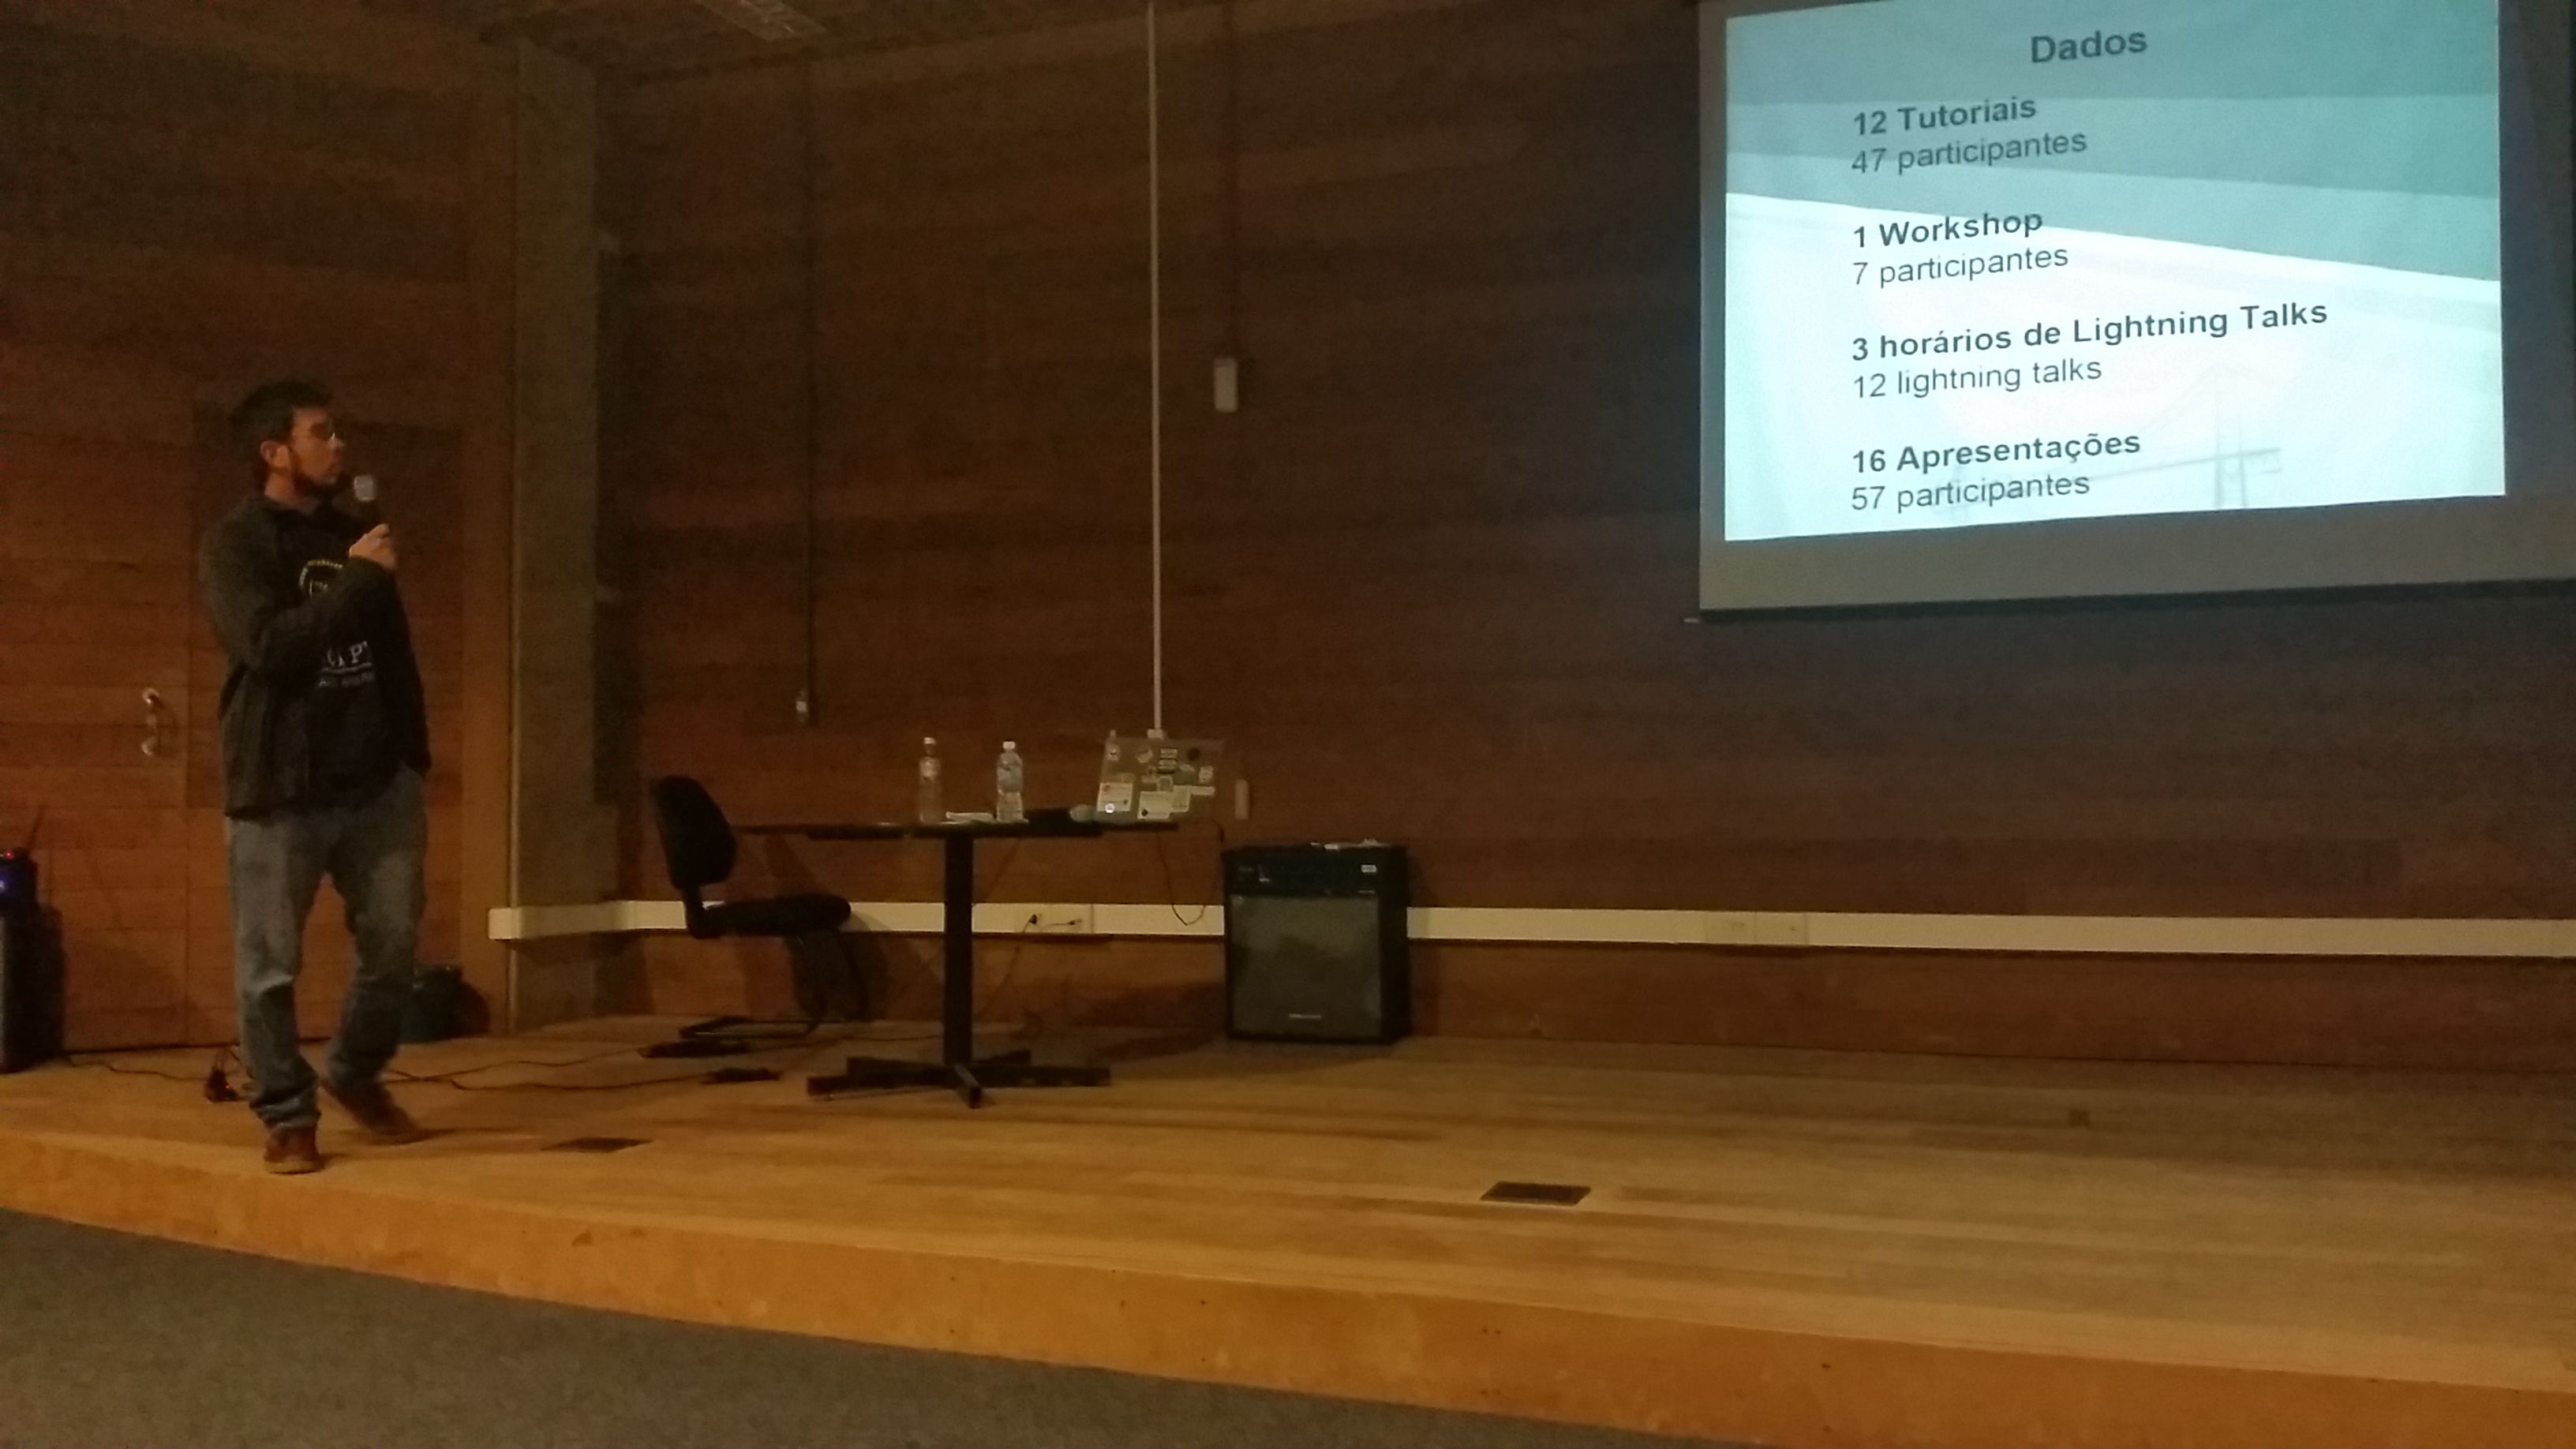 Dados
12 Tutoriais
47 participantes
1 Workshop
7 participantes
3 horários de Lightning Talks
12 lightning talks
16 Apresentações
57 participantes